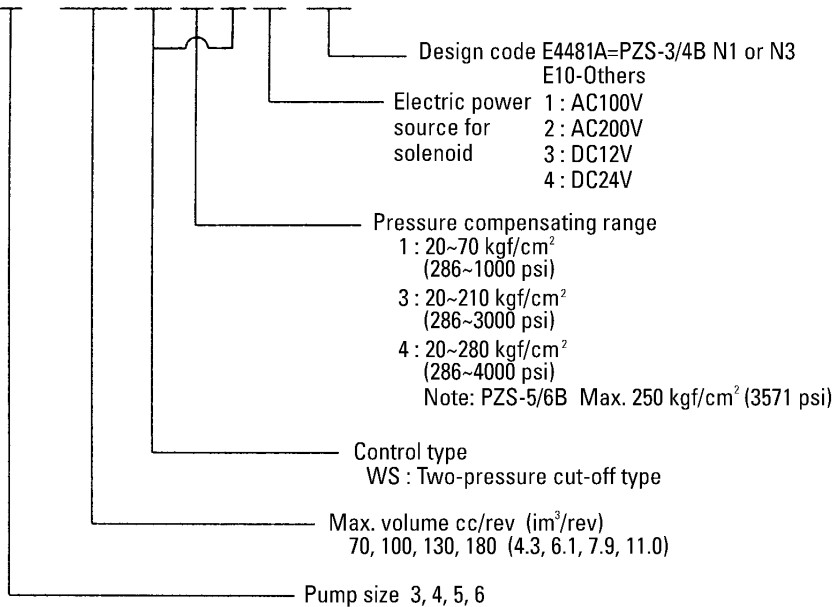 Design code E4481A=PZS-3/4B N1 or N3
E10-Others
Electric power source for solenoid
1 : AC100V
2 : AC200V
3 : DC12V
4 : DC24V
Pressure compensating range
1 : 20~70 kgf/cm²
(286~1000 psi)
3 : 20~210 kgf/cm²
(286~3000 psi)
4 : 20~280 kgf/cm²
(286~4000 psi)
Note: PZS-5/6B Max. 250 kgf/cm² (3571 psi)
Control type
WS : Two-pressure cut-off type
Max. volume cc/rev (im³/rev)
70, 100, 130, 180 (4.3, 6.1, 7.9, 11.0)
Pump size 3, 4, 5, 6